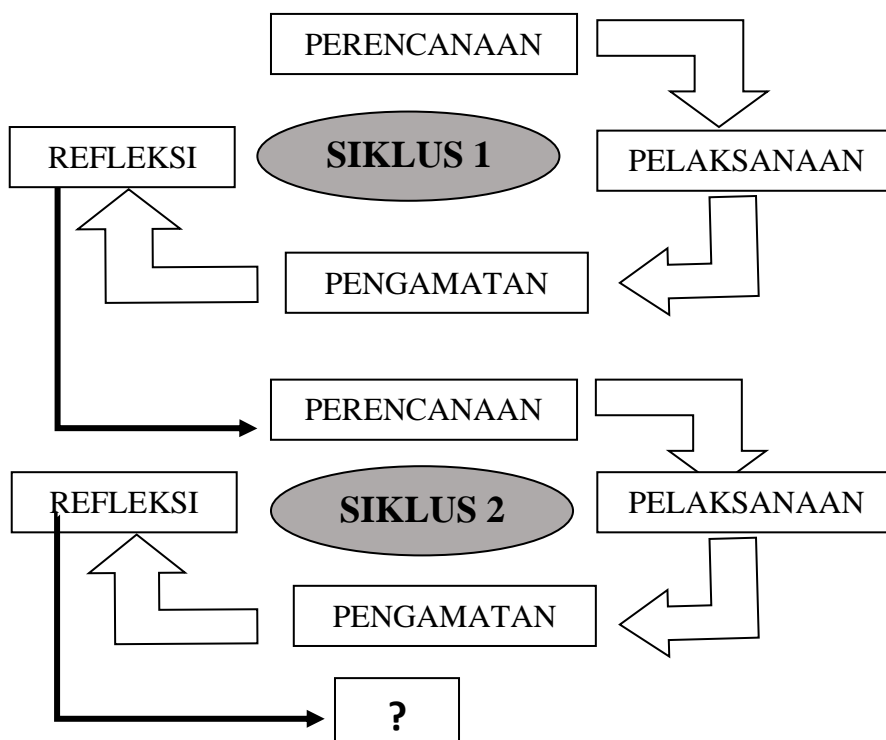 PERENCANAAN
REFLEKSI
SIKLUS 1
PELAKSANAAN
PENGAMATAN
PERENCANAAN
REFLEKSI
SIKLUS 2
PELAKSANAAN
PENGAMATAN
?